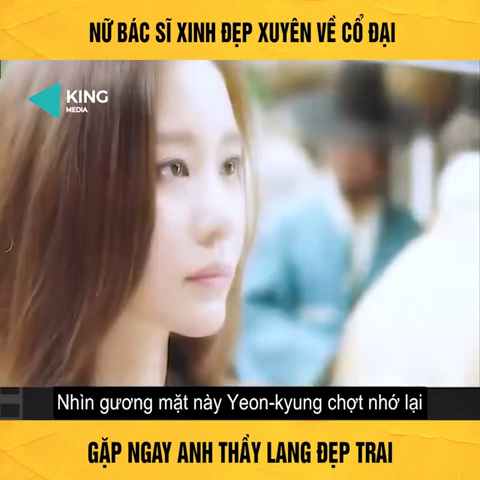 NỮ BÁC SĨ XINH ĐẸP XUYÊN VỀ CỔ ĐẠI
KING
MEDIA
Nhìn gương mặt này Yeon-kyung chợt nhớ lại
GẶP NGAY ANH THẦY LANG ĐẸP TRAI